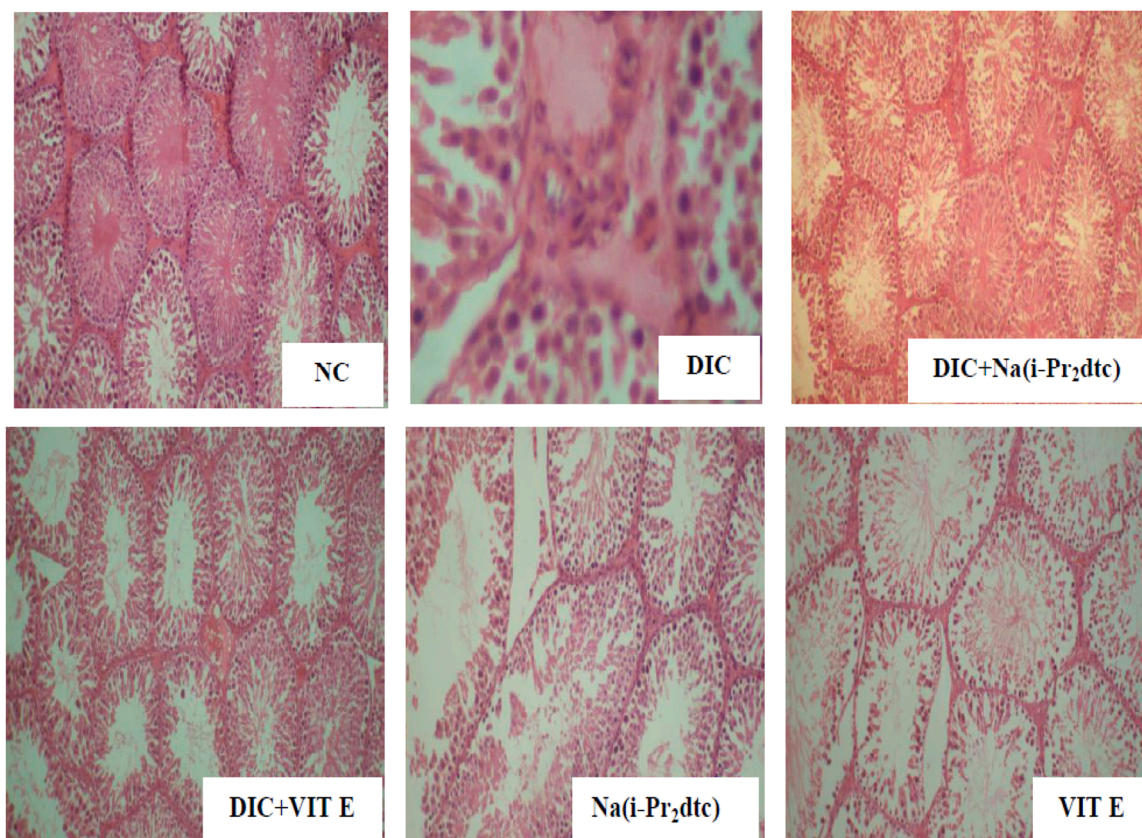 NC
DIC
DIC+Na(i-Pr₂dtc)
DIC+VIT E
Na(i-Pr₂dtc)
VIT E